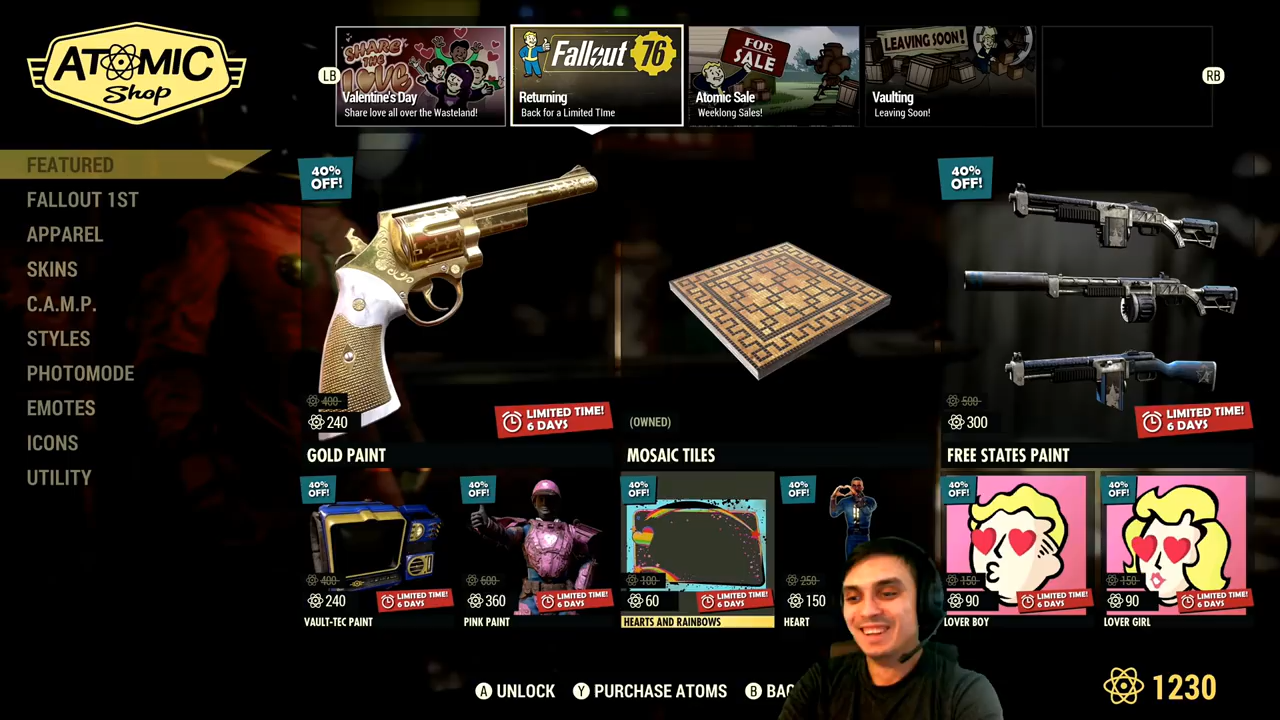 ATOMIC
Shop
LB
SHARE
THE
LOVE
Valentine's Day
Share love all over the Wasteland!
Fallout 76
Returning
Back for a Limited Time
FOR
SALE
Atomic Sale
Weeklong Sales!
LEAVING SOON!
Vaulting
Leaving Soon!
RB
FEATURED
FALLOUT 1ST
APPAREL
SKINS
C.A.M.P.
STYLES
PHOTOMODE
EMOTES
ICONS
UTILITY
40%
OFF!
400
240
LIMITED TIME!
6 DAYS
GOLD PAINT
(OWNED)
MOSAIC TILES
40%
OFF!
500
300
LIMITED TIME!
6 DAYS
FREE STATES PAINT
40%
OFF!
400
240
LIMITED TIME!
6 DAYS
VAULT-TEC PAINT
40%
OFF!
600
360
LIMITED TIME!
6 DAYS
PINK PAINT
40%
OFF!
100
60
LIMITED TIME!
6 DAYS
HEARTS AND RAINBOWS
40%
OFF!
250
150
HEART
40%
OFF!
150
90
LIMITED TIME!
6 DAYS
LOVER BOY
40%
OFF!
150
90
LIMITED TIME!
6 DAYS
LOVER GIRL
A UNLOCK
Y PURCHASE ATOMS
B BAC
1230